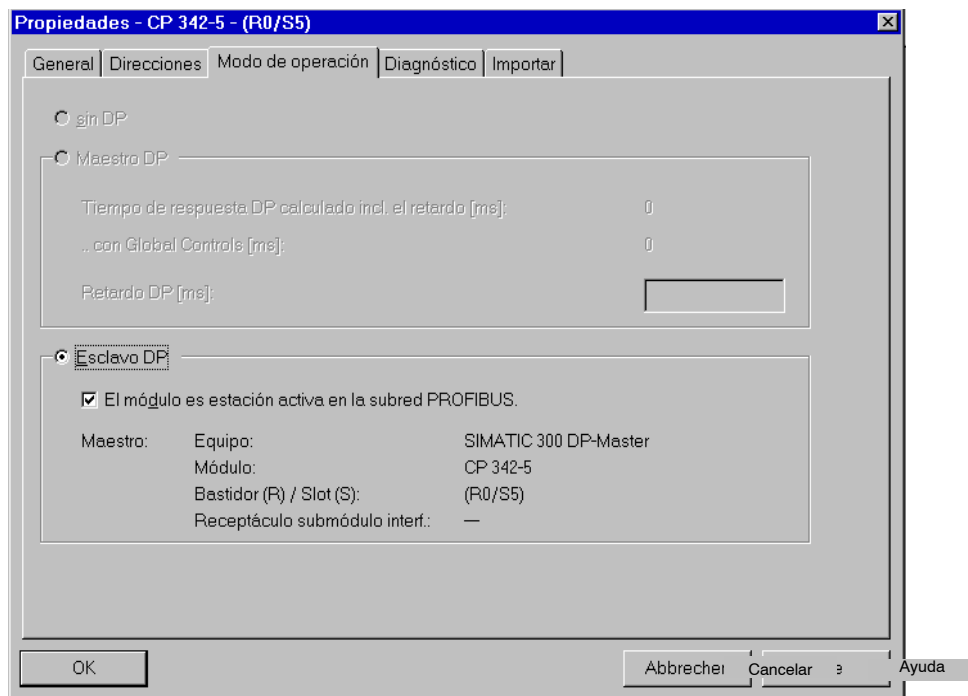 Propiedades - CP 342-5 - (R0/S5)
General Direcciones Modo de operación Diagnóstico Importar
sin DP
Maestro DP
Tiempo de respuesta DP calculado incl. el retardo [ms]: 0
.. con Global Controls [ms]: 0
Retardo DP [ms]:
Esclavo DP
El módulo es estación activa en la subred PROFIBUS.
Maestro: Equipo: SIMATIC 300 DP-Master
Módulo: CP 342-5
Bastidor (R) / Slot (S): (R0/S5)
Receptáculo submódulo interf.: —
OK Abbrechen Cancelar Ayuda